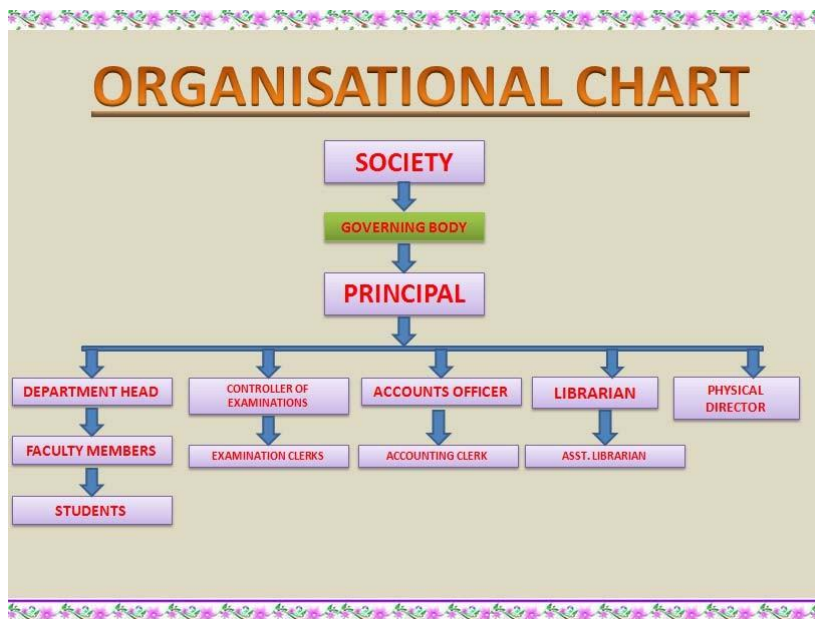 ORGANISATIONAL CHART
SOCIETY
GOVERNING BODY
PRINCIPAL
DEPARTMENT HEAD
CONTROLLER OF
EXAMINATIONS
ACCOUNTS OFFICER
LIBRARIAN
PHYSICAL
DIRECTOR
FACULTY MEMBERS
EXAMINATION CLERKS
ACCOUNTING CLERK
ASST. LIBRARIAN
STUDENTS